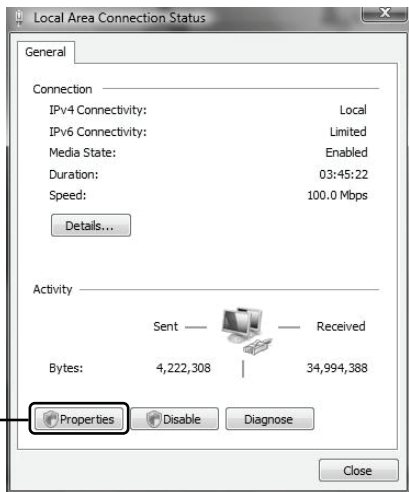 Local Area Connection Status
General
Connection
IPv4 Connectivity: Local
IPv6 Connectivity: Limited
Media State: Enabled
Duration: 03:45:22
Speed: 100.0 Mbps
Details...
Activity
Sent Received
Bytes: 4,222,308 34,994,388
Properties Disable Diagnose
Close